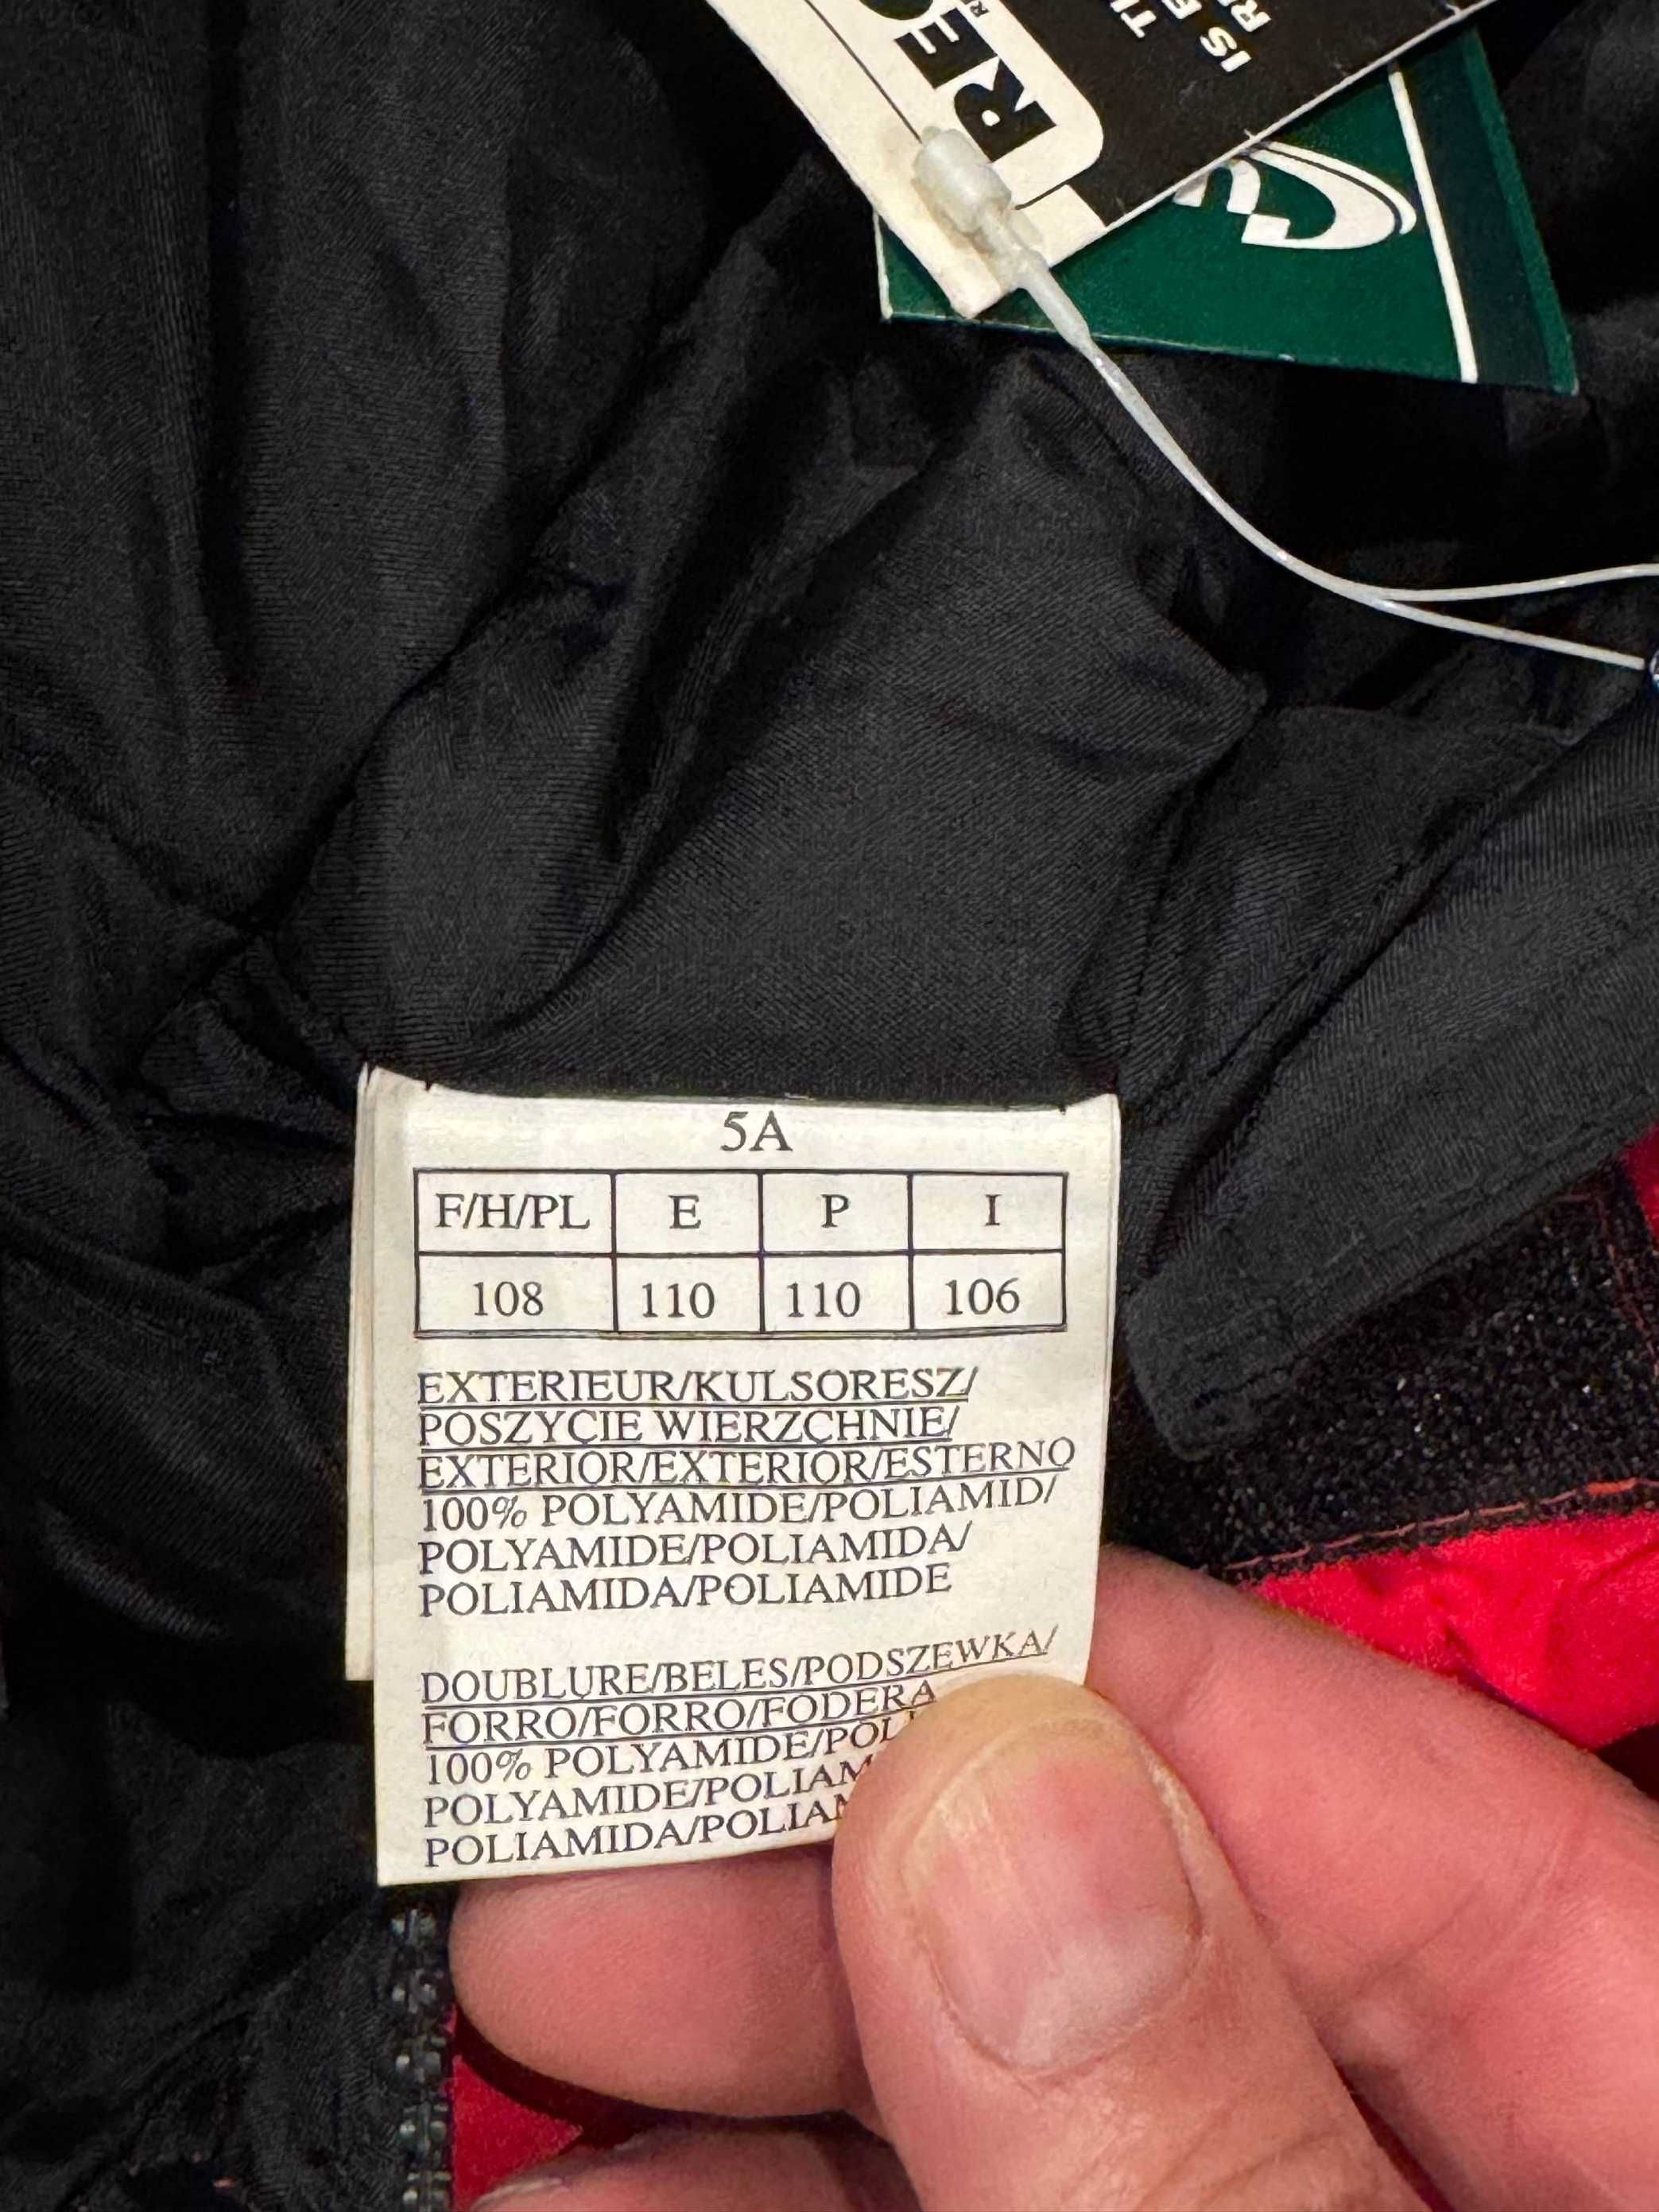 IS
5A
F/H/PL E P I
108 110 110 106
EXTERIEUR/KULSORESZ/
POSZYCIE WIERZCHNIE/
EXTERIOR/EXTERIOR/ESTERNO
100% POLYAMIDE/POLIAMID/
POLYAMIDE/POLIAMIDA/
POLIAMIDA/POLIAMIDE
DOUBLURE/BELES/PODSZEWKA/
FORRO/FORRO/FODERA
100% POLYAMIDE/
POLYAMIDE/
POLIAMIDA/